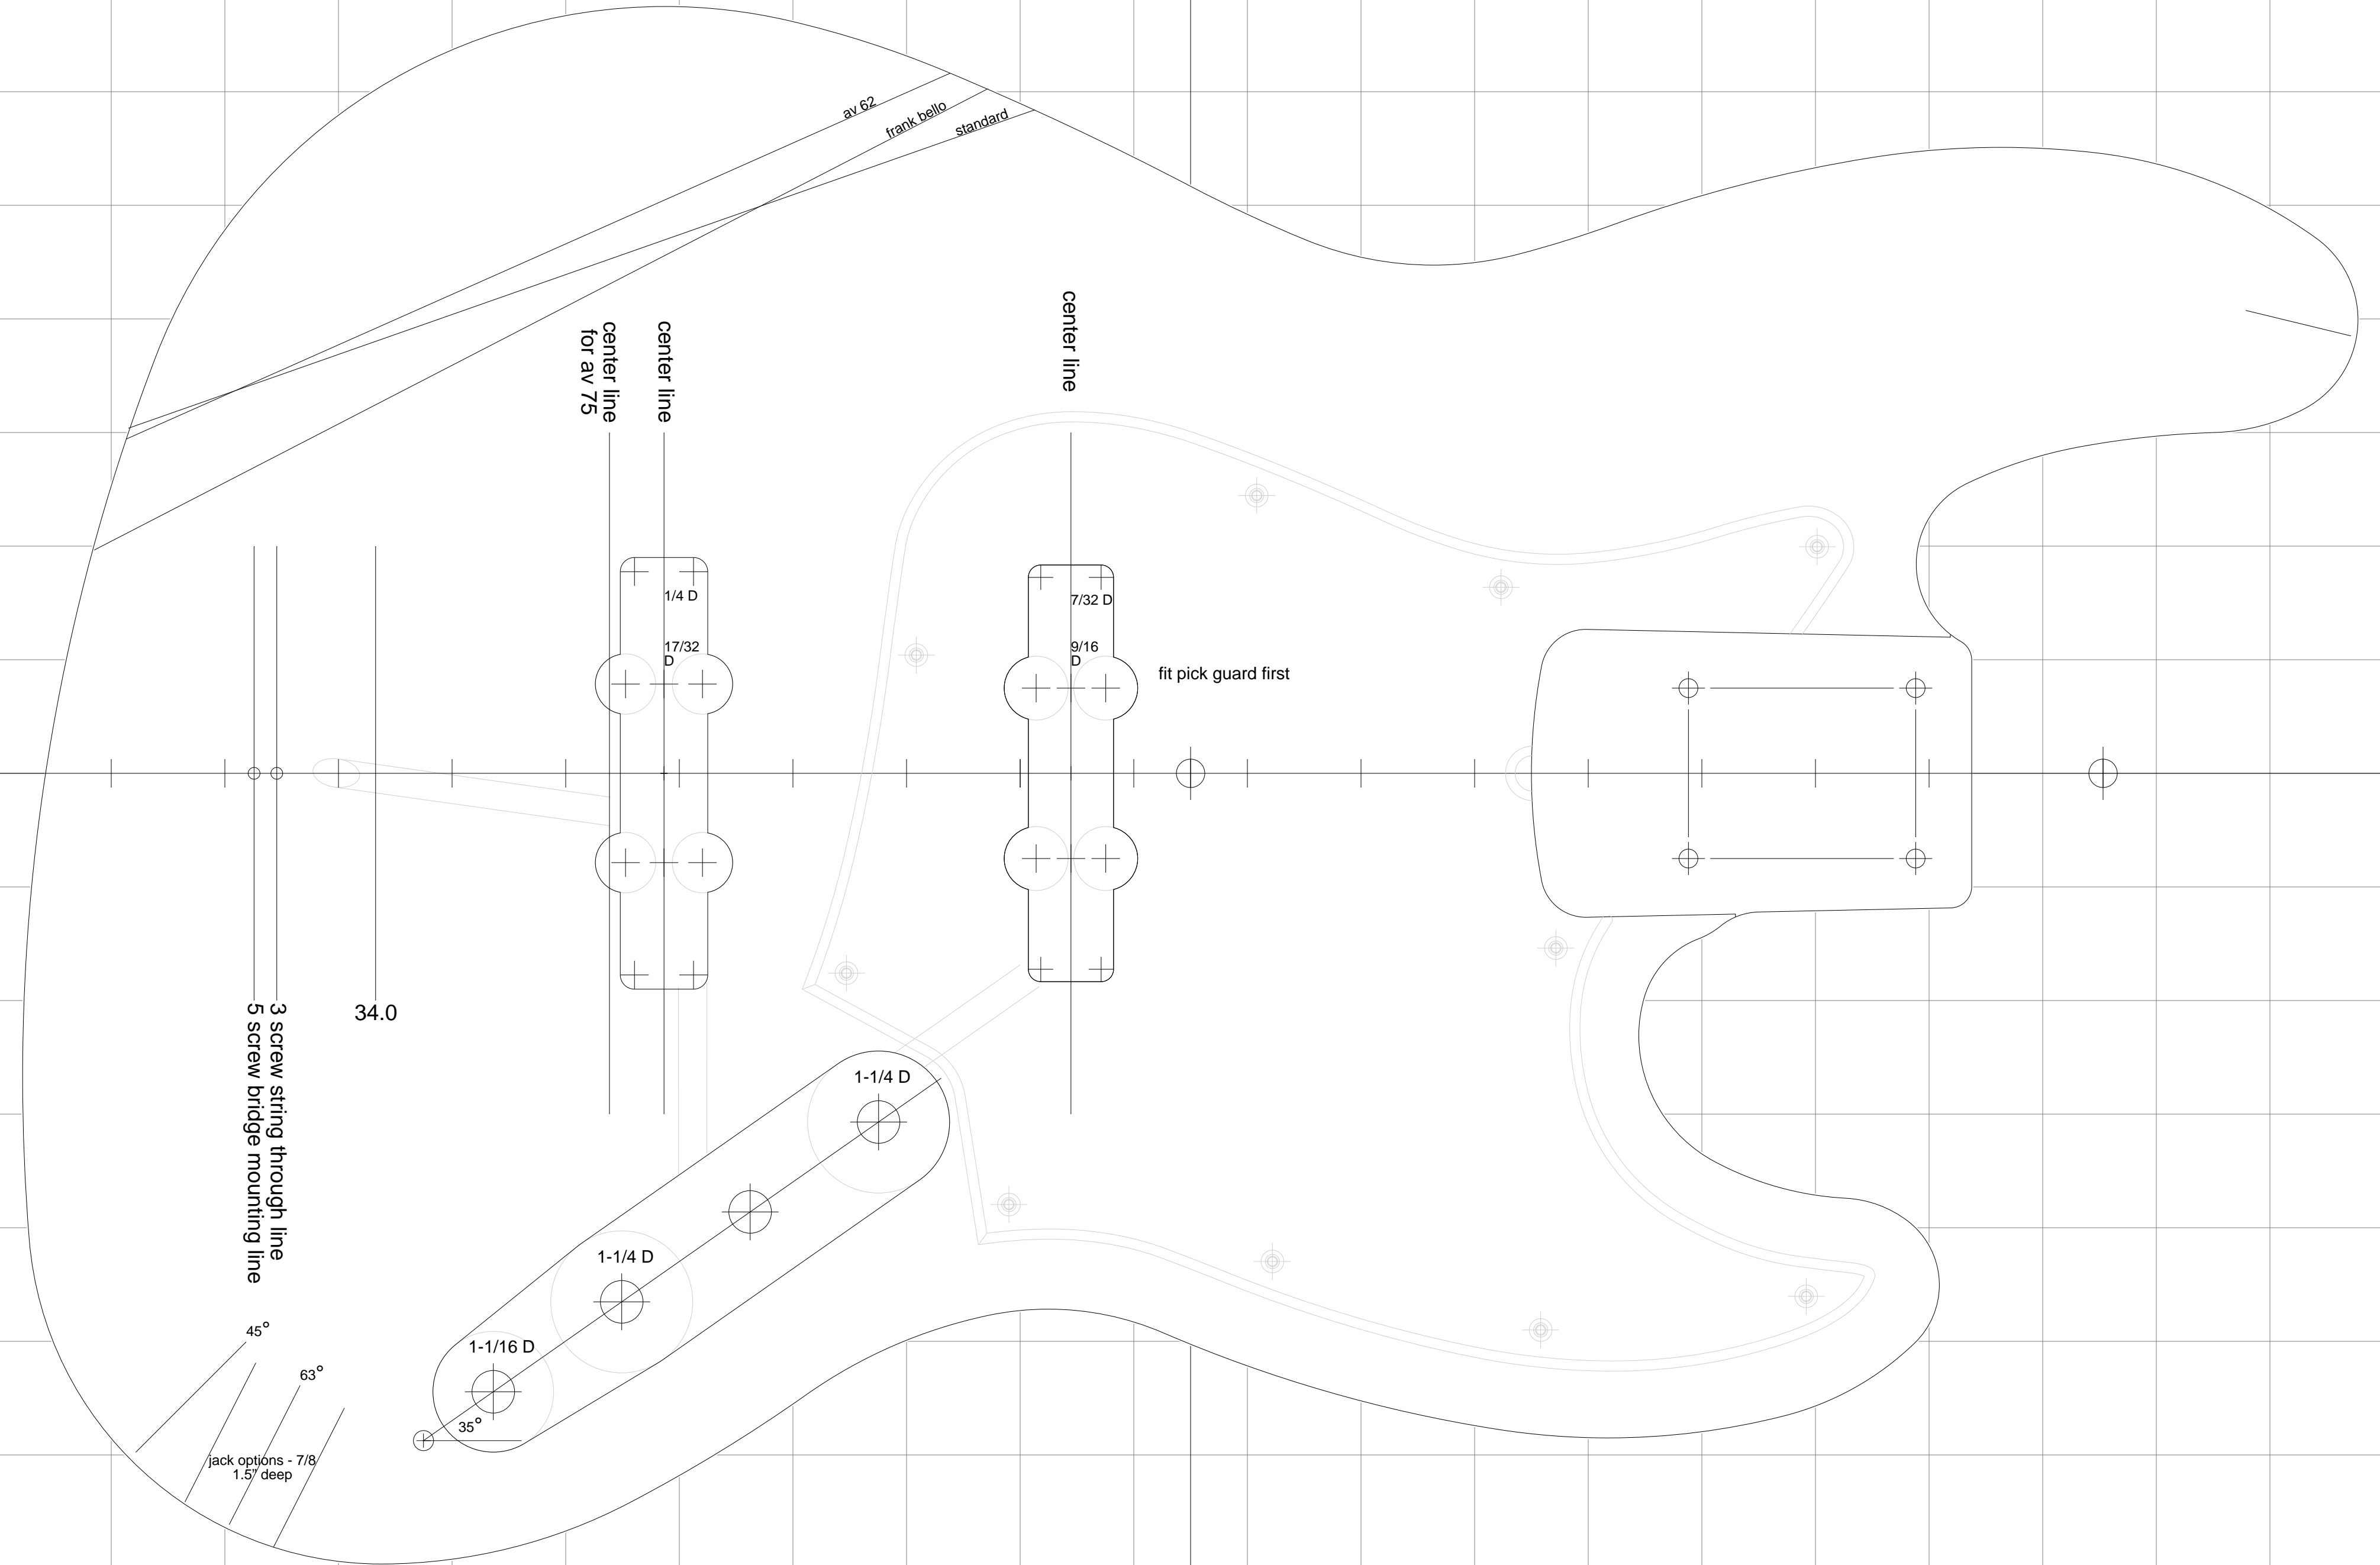 av 62
frank bello
standard
center line
for av 75
center line
center line
1/4 D
17/32
D
7/32 D
9/16
D
fit pick guard first
34.0
5 screw bridge mounting line
3 screw string through line
1-1/4 D
1-1/4 D
1-1/16 D
45°
63°
35°
jack options - 7/8
1.5" deep